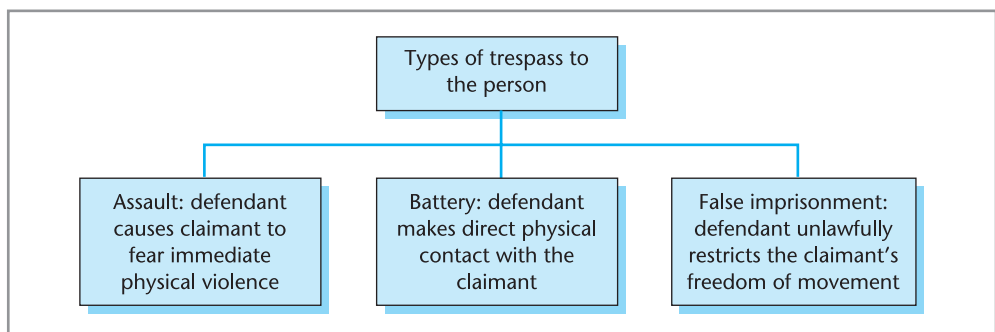 Types of trespass to
the person
Assault: defendant
causes claimant to
fear immediate
physical violence
Battery: defendant
makes direct physical
contact with the
claimant
False imprisonment:
defendant unlawfully
restricts the claimant’s
freedom of movement